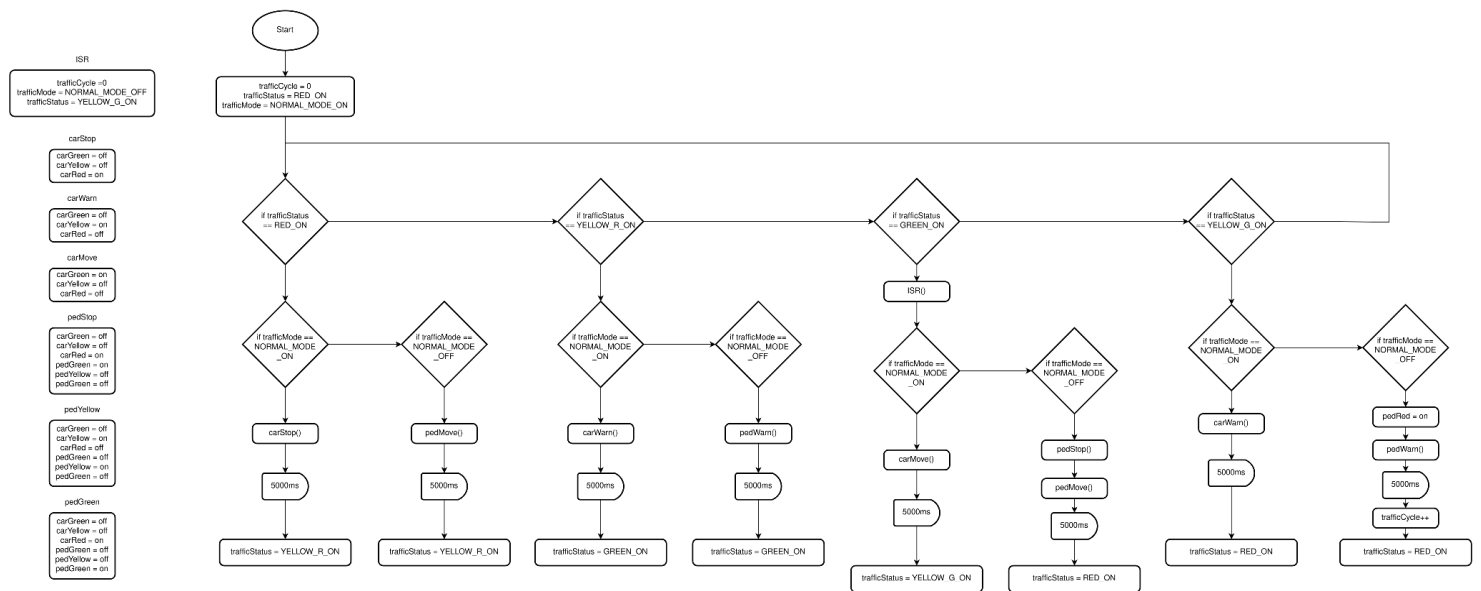 Start
ISR
trafficCycle =0
trafficMode = NORMAL_MODE_OFF
trafficStatus = YELLOW_G_ON
trafficCycle = 0
trafficStatus = RED_ON
trafficMode = NORMAL_MODE_ON
carStop
carGreen = off
carYellow = off
carRed = on
carWarn
carGreen = off
carYellow = on
carRed = off
carMove
carGreen = on
carYellow = off
carRed = off
pedStop
carGreen = off
carYellow = off
carRed = on
pedGreen = on
pedYellow = off
pedGreen = off
pedYellow
carGreen = off
carYellow = on
carRed = off
pedGreen = off
pedYellow = on
pedGreen = off
pedGreen
carGreen = off
carYellow = off
carRed = on
pedGreen = off
pedYellow = off
pedGreen = on
if trafficStatus
== RED_ON
if trafficStatus
== YELLOW_R_ON
if trafficStatus
== GREEN_ON
if trafficStatus
== YELLOW_G_ON
if trafficMode ==
NORMAL_MODE
_ON
if trafficMode ==
NORMAL_MODE
_OFF
if trafficMode ==
NORMAL_MODE
_ON
if trafficMode ==
NORMAL_MODE
_OFF
ISR()
if trafficMode ==
NORMAL_MODE
_ON
if trafficMode ==
NORMAL_MODE
_OFF
if trafficMode ==
NORMAL_MODE
_ON
if trafficMode ==
NORMAL_MODE
_OFF
carStop()
5000ms
trafficStatus = YELLOW_R_ON
pedMove()
5000ms
trafficStatus = YELLOW_R_ON
carWarn()
5000ms
trafficStatus = GREEN_ON
pedWarn()
5000ms
trafficStatus = GREEN_ON
carMove()
5000ms
trafficStatus = YELLOW_G_ON
pedStop()
pedMove()
5000ms
trafficStatus = RED_ON
carWarn()
5000ms
trafficStatus = RED_ON
pedRed = on
pedWarn()
5000ms
trafficCycle++
trafficStatus = RED_ON